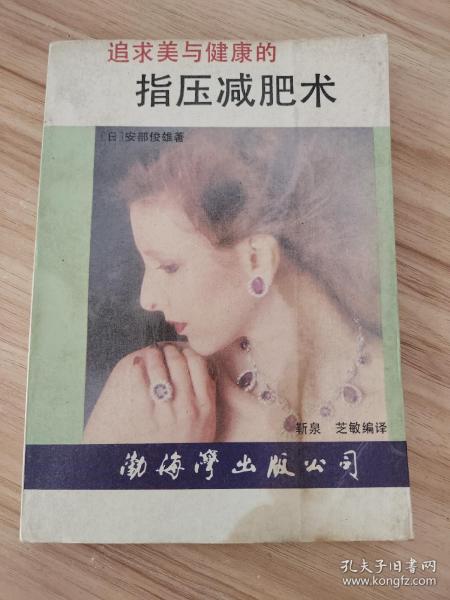 追求美与健康的
指压减肥术
〔日〕安部俊雄著
新泉 芝敏编译
渤海湾出版公司
孔夫子旧书网
www.kongfz.com